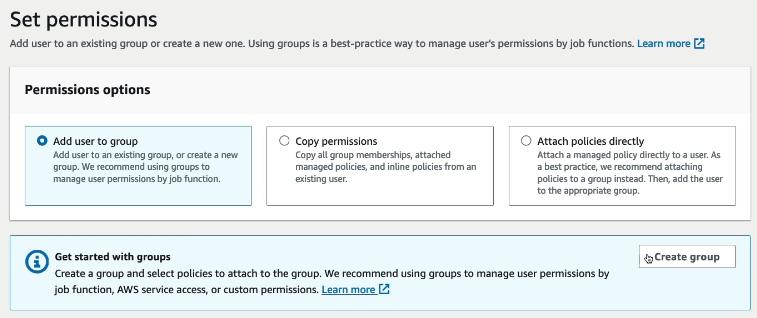 Set permissions
Add user to an existing group or create a new one. Using groups is a best-practice way to manage user's permissions by job functions. Learn more
Permissions options
Add user to group
Add user to an existing group, or create a new
group. We recommend using groups to
manage user permissions by job function.
Copy permissions
Copy all group memberships, attached
managed policies, and inline policies from an
existing user.
Attach policies directly
Attach a managed policy directly to a user. As
a best practice, we recommend attaching
policies to a group instead. Then, add the user
to the appropriate group.
Get started with groups
Create a group and select policies to attach to the group. We recommend using groups to manage user permissions by
job function, AWS service access, or custom permissions. Learn more
Create group